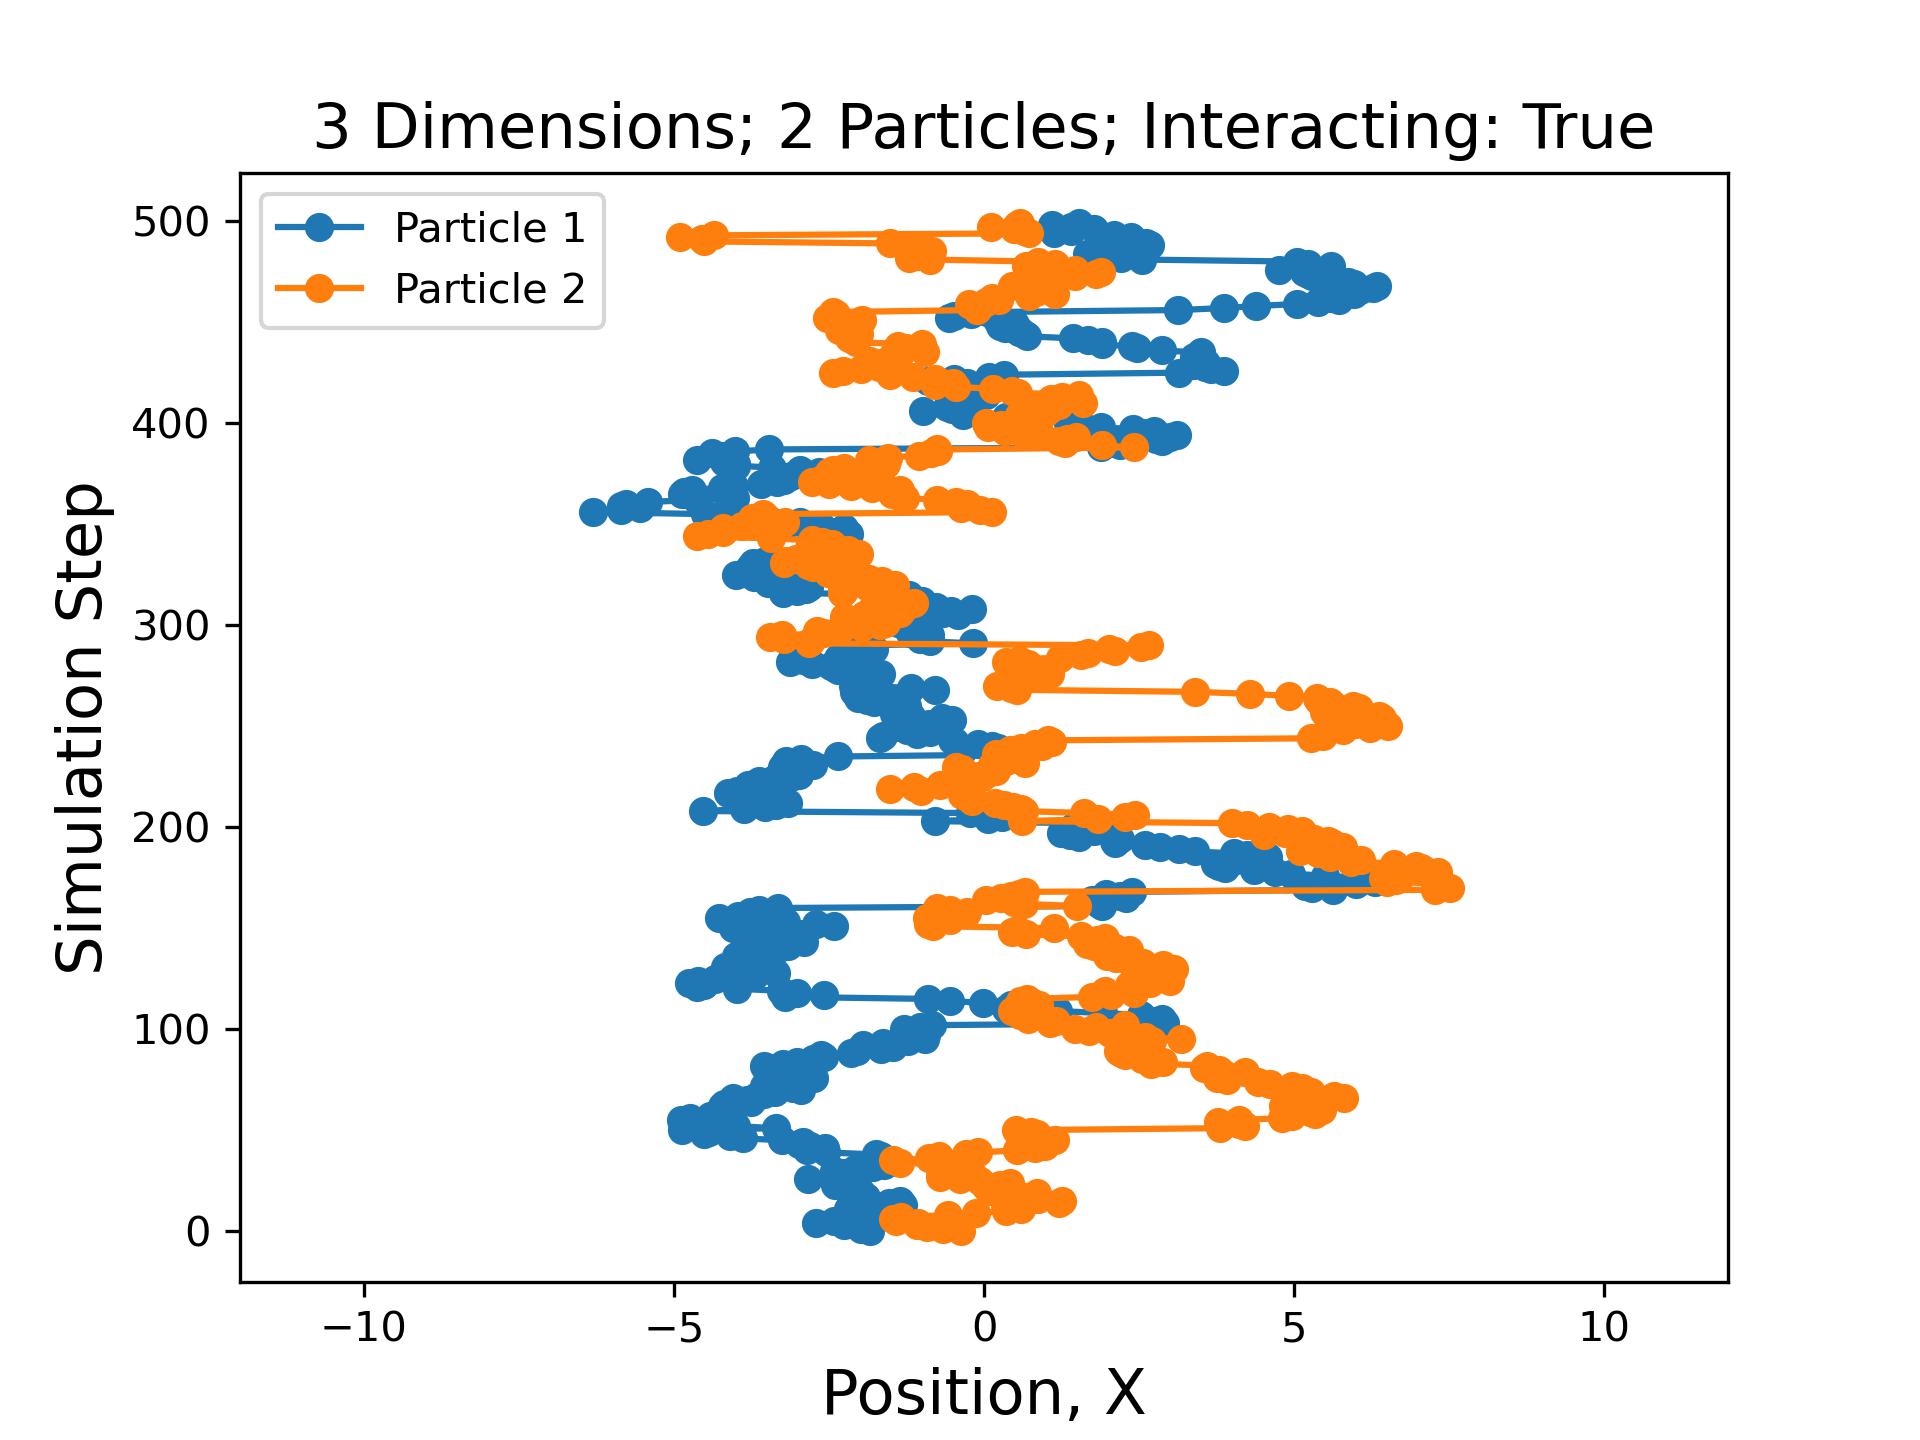 3 Dimensions; 2 Particles; Interacting: True
Particle 1
Particle 2
500
400
300
200
100
0
Simulation Step
−10
−5
0
5
10
Position, X